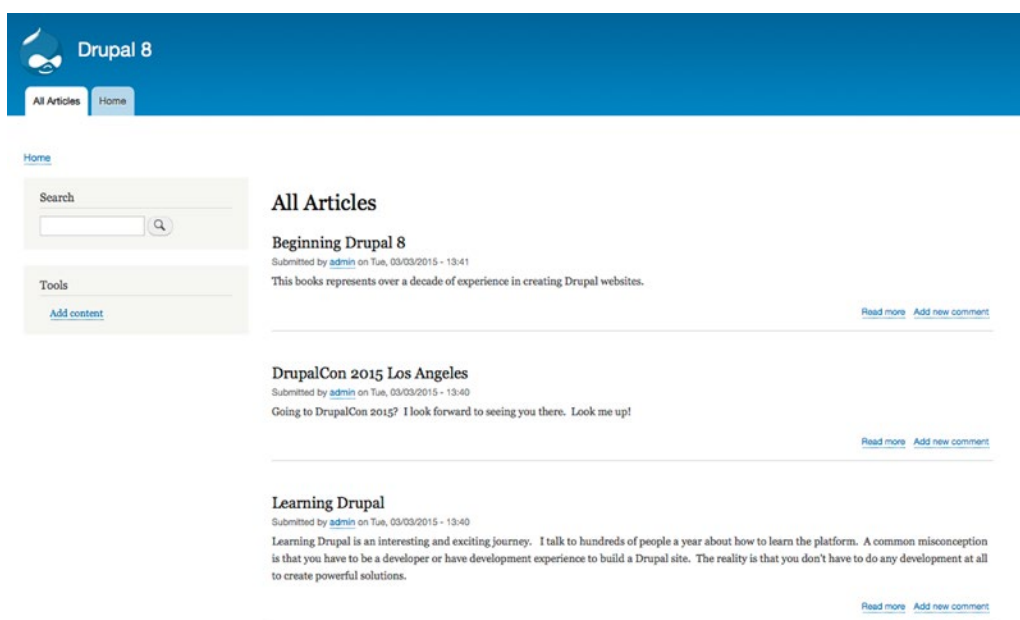 Drupal 8
All Articles
Home
Home
Search
Tools
Add content
All Articles
Beginning Drupal 8
Submitted by admin on Tue, 03/03/2015 - 13:41
This books represents over a decade of experience in creating Drupal websites.
Read more Add new comment
DrupalCon 2015 Los Angeles
Submitted by admin on Tue, 03/03/2015 - 13:40
Going to DrupalCon 2015? I look forward to seeing you there. Look me up!
Read more Add new comment
Learning Drupal
Submitted by admin on Tue, 03/03/2015 - 13:40
Learning Drupal is an interesting and exciting journey. I talk to hundreds of people a year about how to learn the platform. A common misconception
is that you have to be a developer or have development experience to build a Drupal site. The reality is that you don't have to do any development at all
to create powerful solutions.
Read more Add new comment